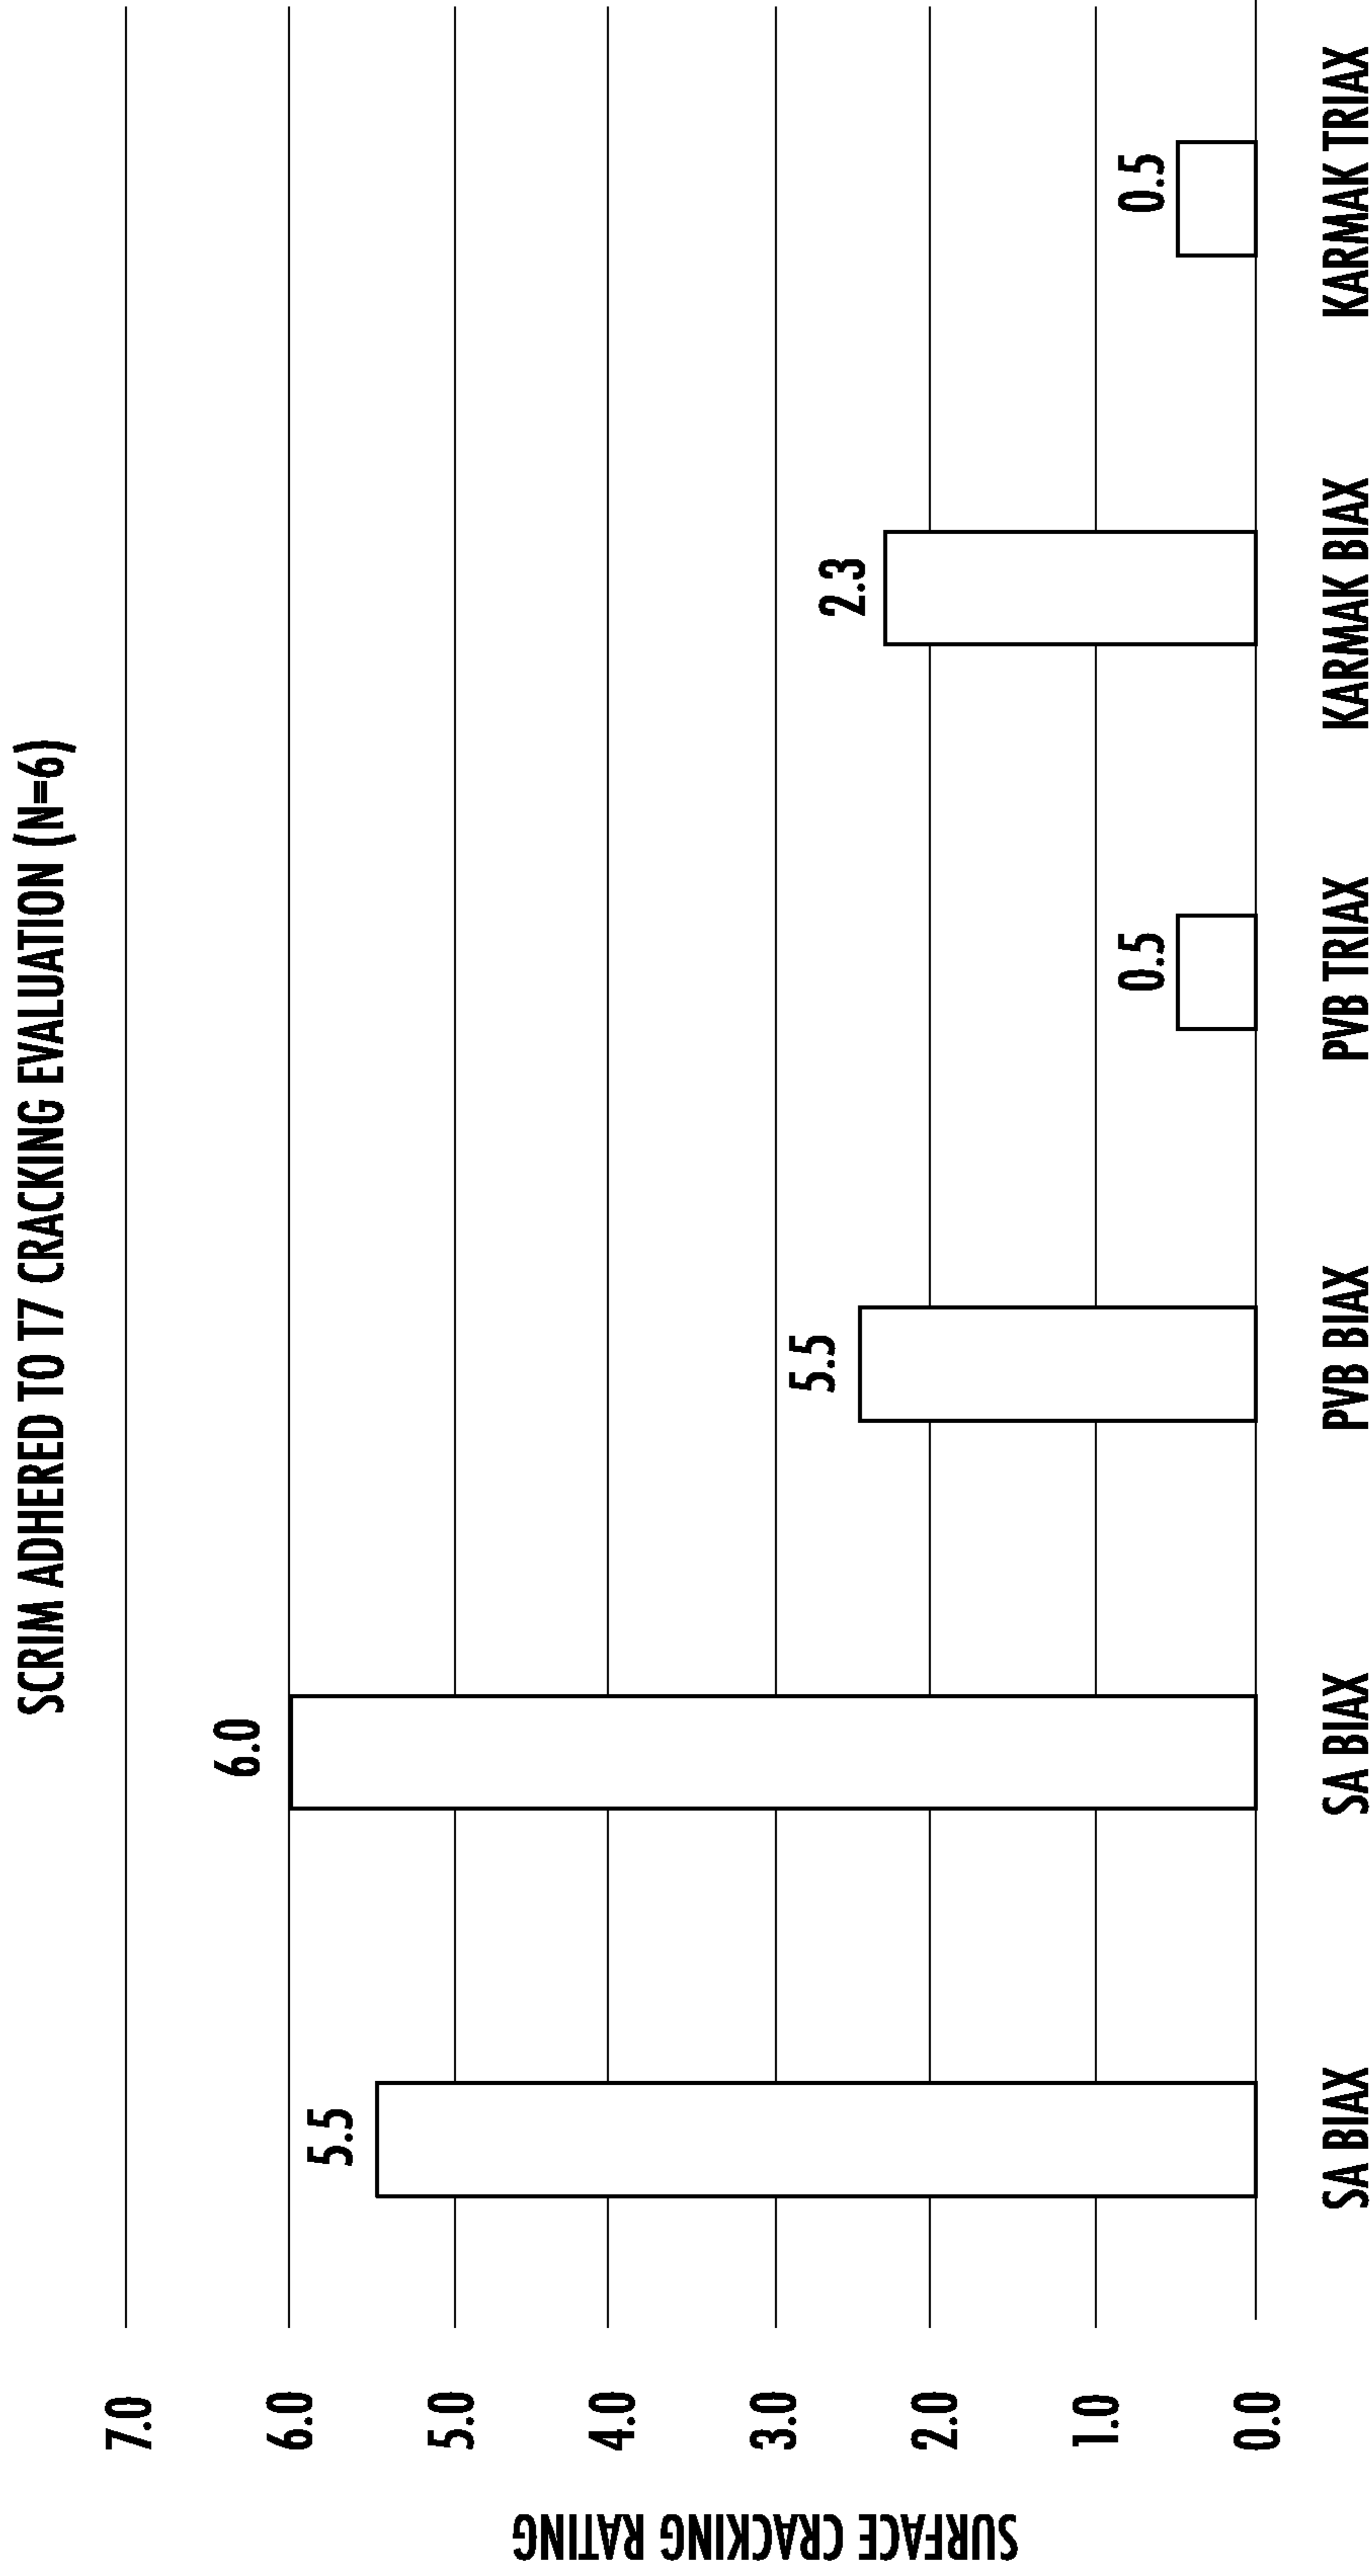 SCRIM ADHERED TO T7 CRACKING EVALUATION (N=6)
SURFACE CRACKING RATING
7.0
6.0
5.0
4.0
3.0
2.0
1.0
0.0
5.5
6.0
5.5
0.5
2.3
0.5
SA BIAX
SA BIAX
PVB BIAX
PVB TRIAX
KARMAK BIAX
KARMAK TRIAX